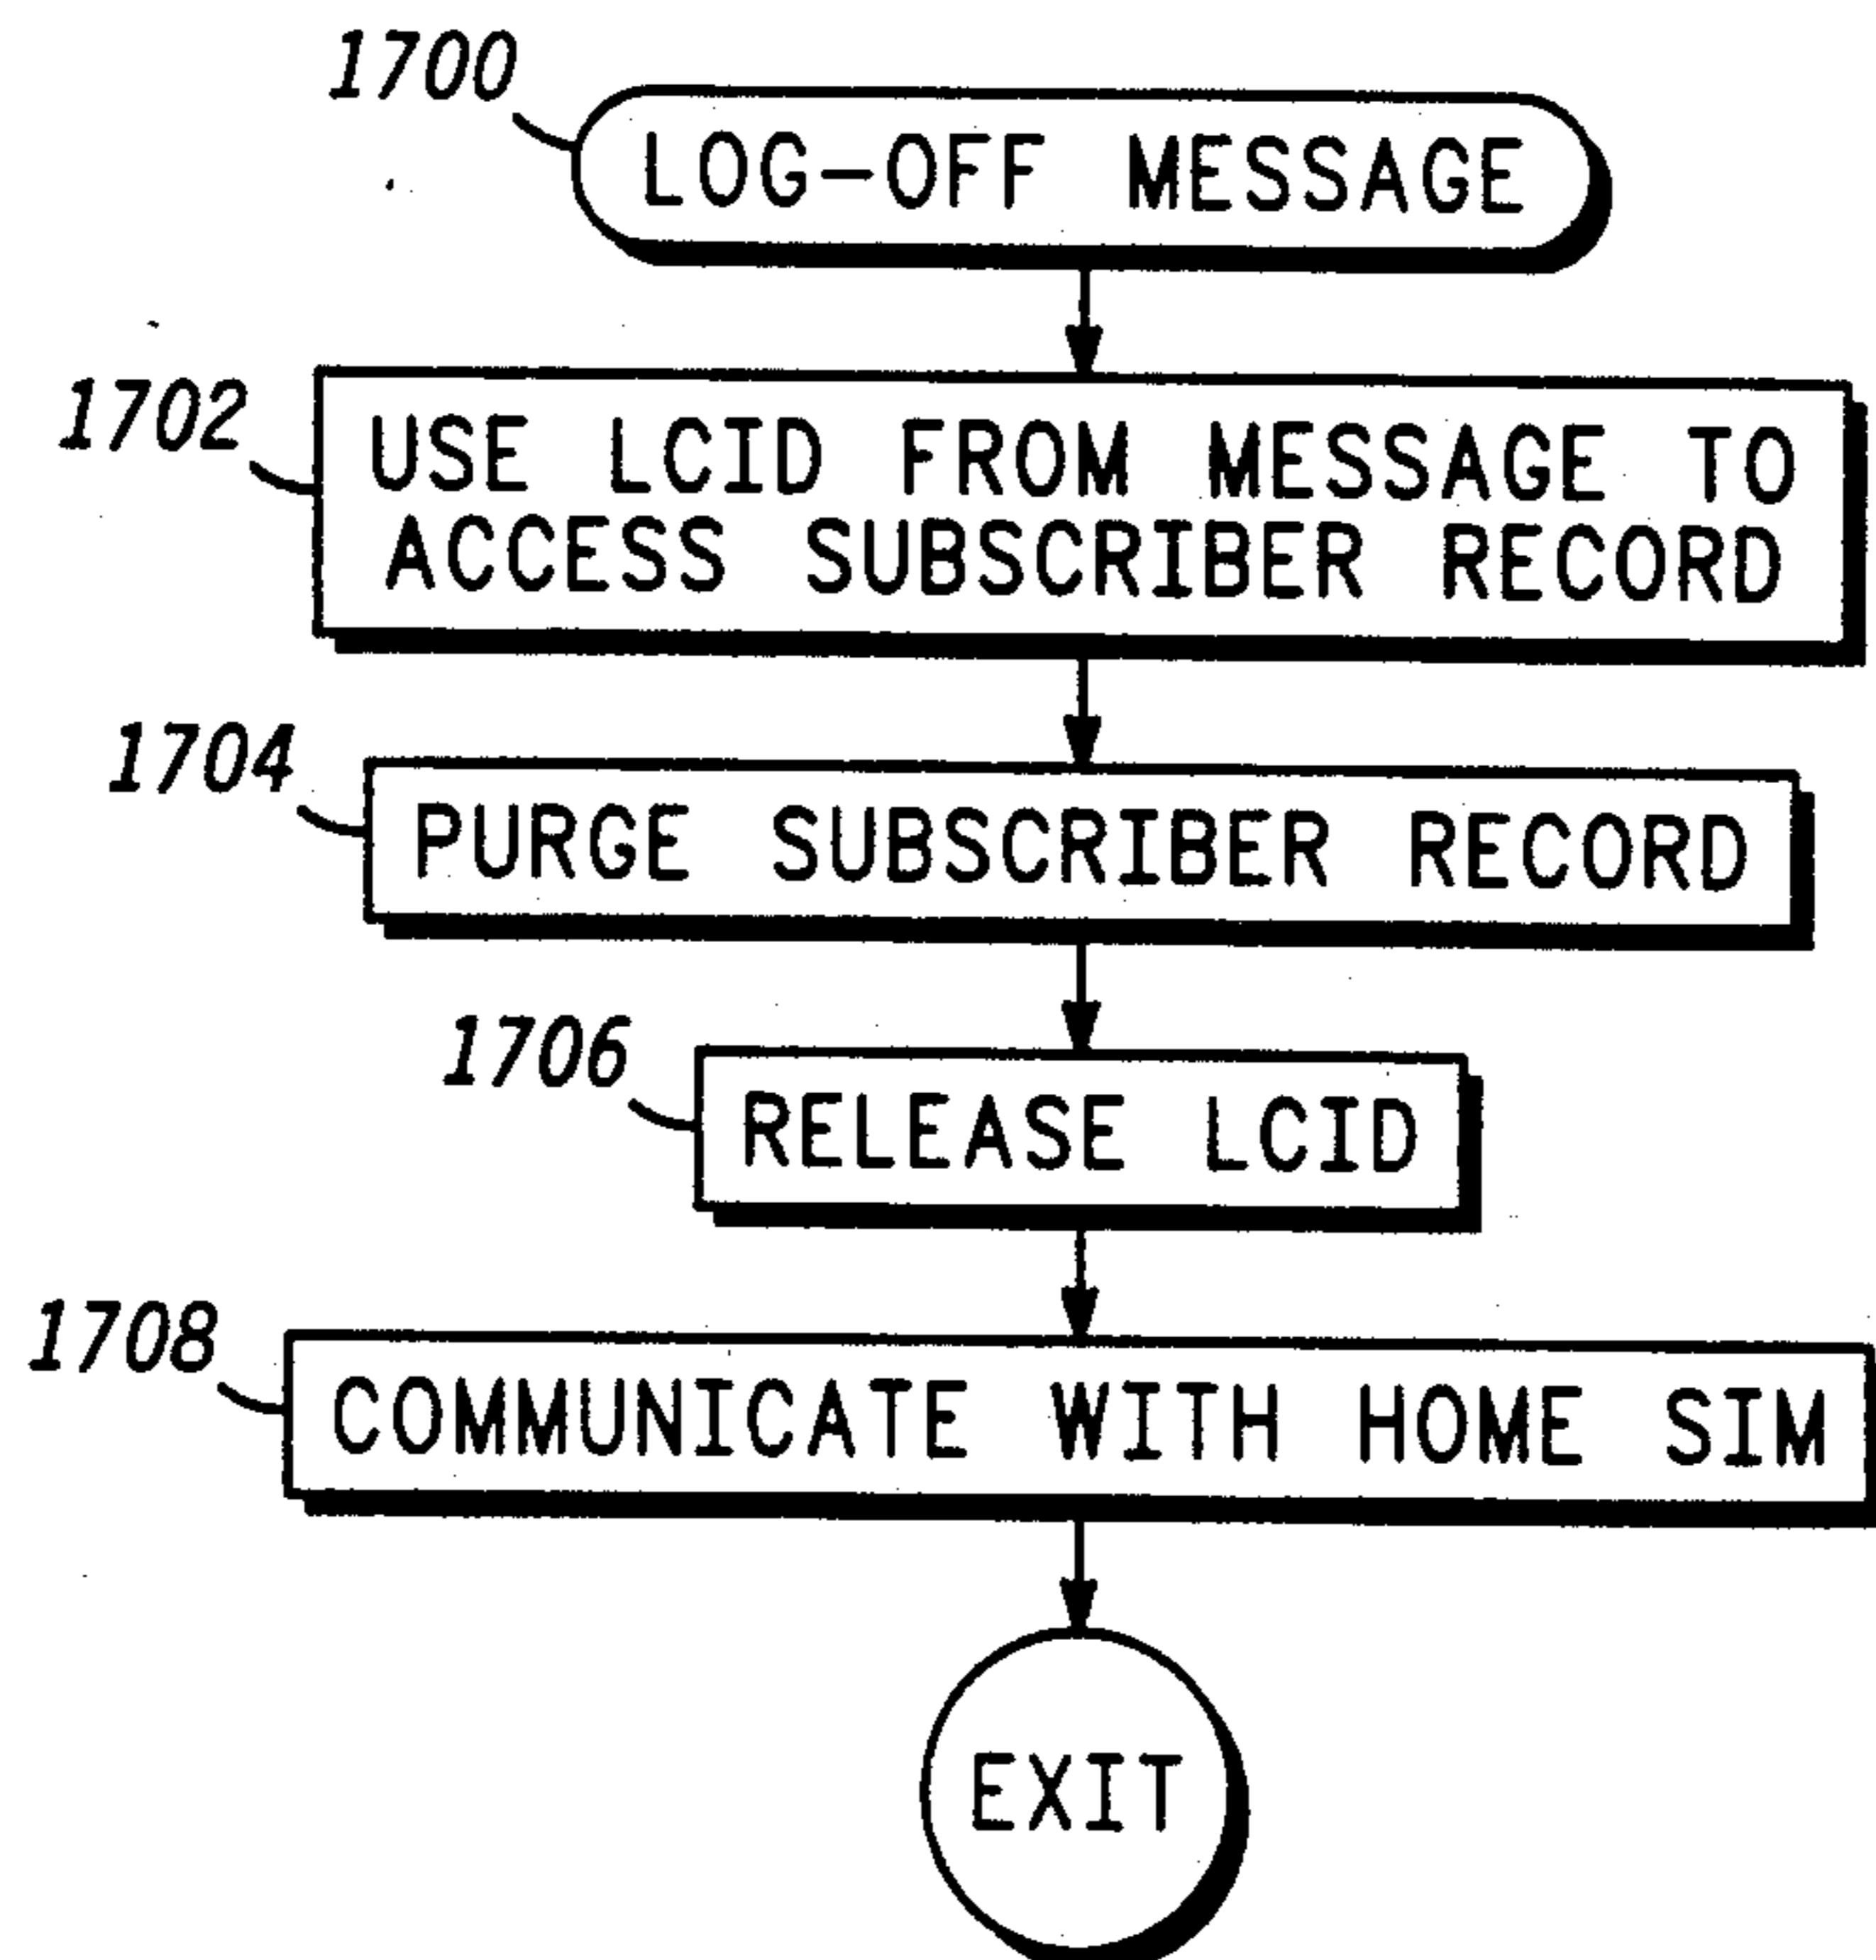 1700
LOG-OFF MESSAGE
1702
USE LCID FROM MESSAGE TO
ACCESS SUBSCRIBER RECORD
1704
PURGE SUBSCRIBER RECORD
1706
RELEASE LCID
1708
COMMUNICATE WITH HOME SIM
EXIT